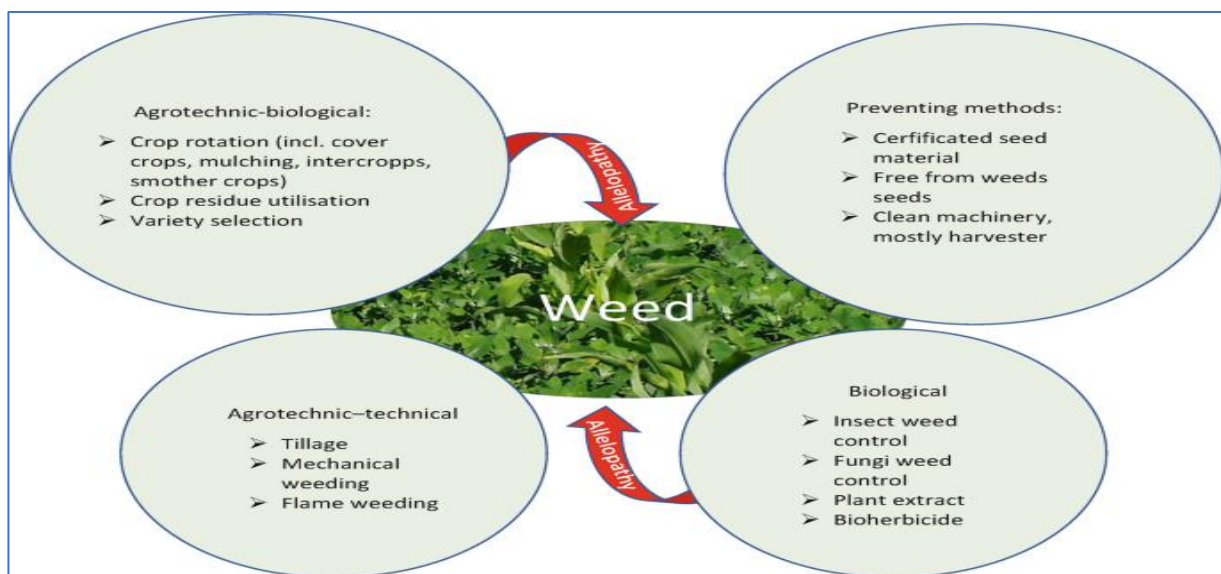 Agrotechnic-biological:
➢ Crop rotation (incl. cover
crops, mulching, intercropps,
smother crops)
➢ Crop residue utilisation
➢ Variety selection
Allelopathy
Preventing methods:
➢ Cerfificated seed
material
➢ Free from weeds
seeds
➢ Clean machinery,
mostly harvester
Weed
Agrotechnic–technical
➢ Tillage
➢ Mechanical
weeding
➢ Flame weeding
Allelopathy
Biological
➢ Insect weed
control
➢ Fungi weed
control
➢ Plant extract
➢ Bioherbicide